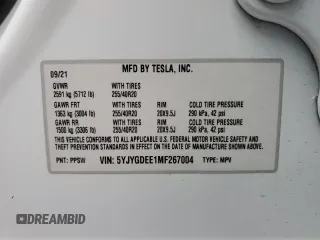 MFD BY TESLA, INC.
09/21
GVWR WITH TIRES
2591 kg (5712 lb) 255/40R20
GAWR FRT WITH TIRES RIM COLD TIRE PRESSURE
1363 kg (3004 lb) 255/40R20 20X9.5J 290 kPa, 42 psi
GAWR RR WITH TIRES RIM COLD TIRE PRESSURE
1500 kg (3306 lb) 255/40R20 20X9.5J 290 kPa, 42 psi
THIS VEHICLE CONFORMS TO ALL APPLICABLE U.S. FEDERAL MOTOR VEHICLE SAFETY AND
THEFT PREVENTION STANDARDS IN EFFECT ON THE DATE OF MANUFACTURE SHOWN ABOVE.
PNT: PPSW VIN: 5YJYGDEE1MF267004 TYPE: MPV
DREAMBID